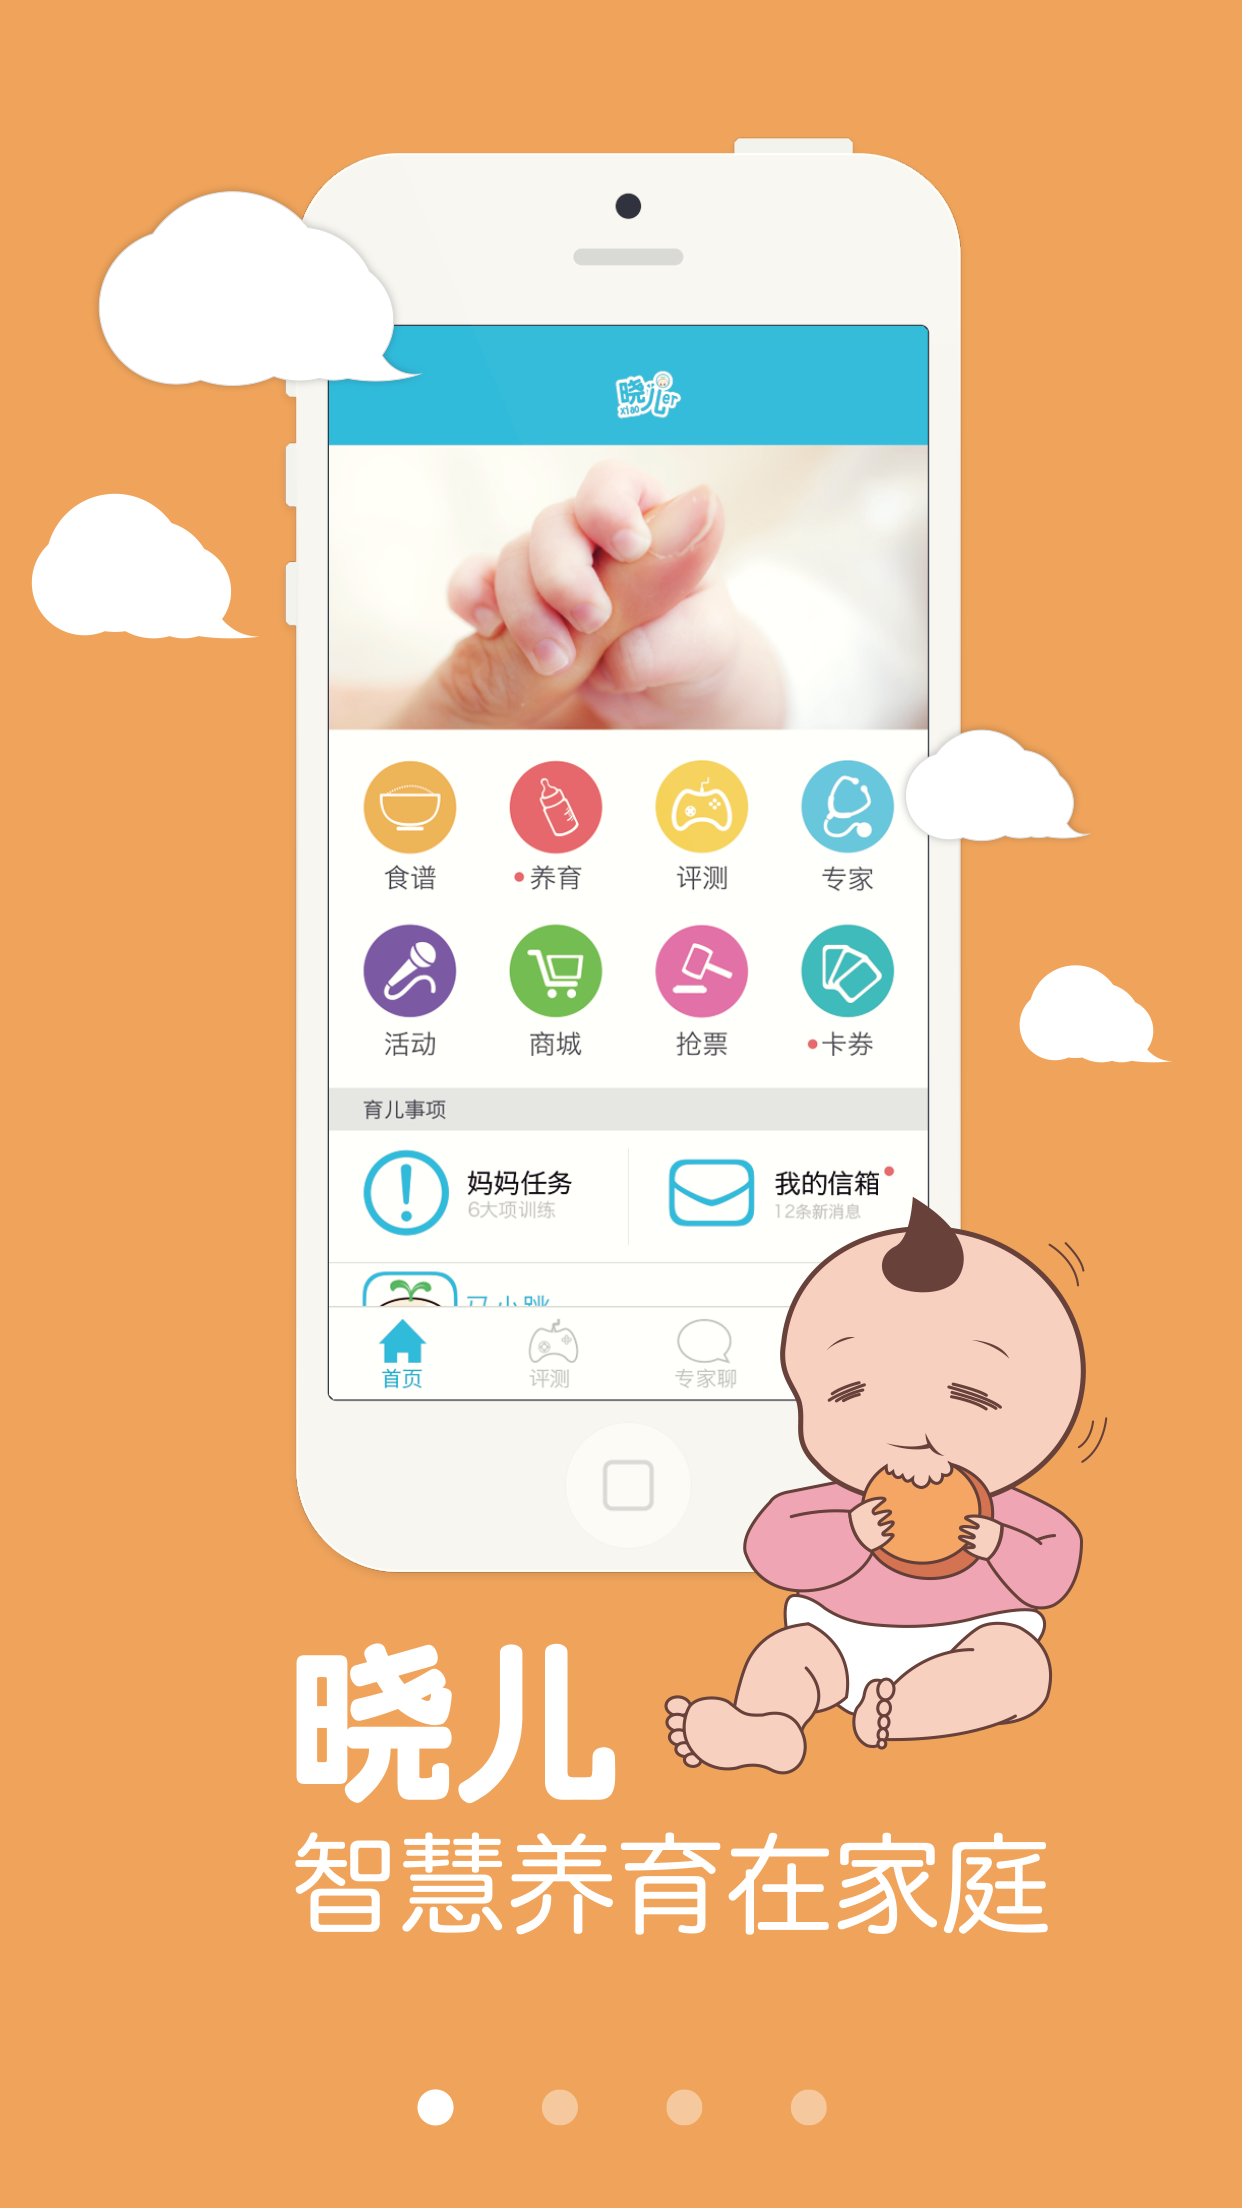 晓儿er
xiao
食谱
养育
评测
专家
活动
商城
抢票
卡券
育儿事项
妈妈任务
6大项训练
我的信箱
12条新消息
首页
评测
专家聊
晓儿
智慧养育在家庭